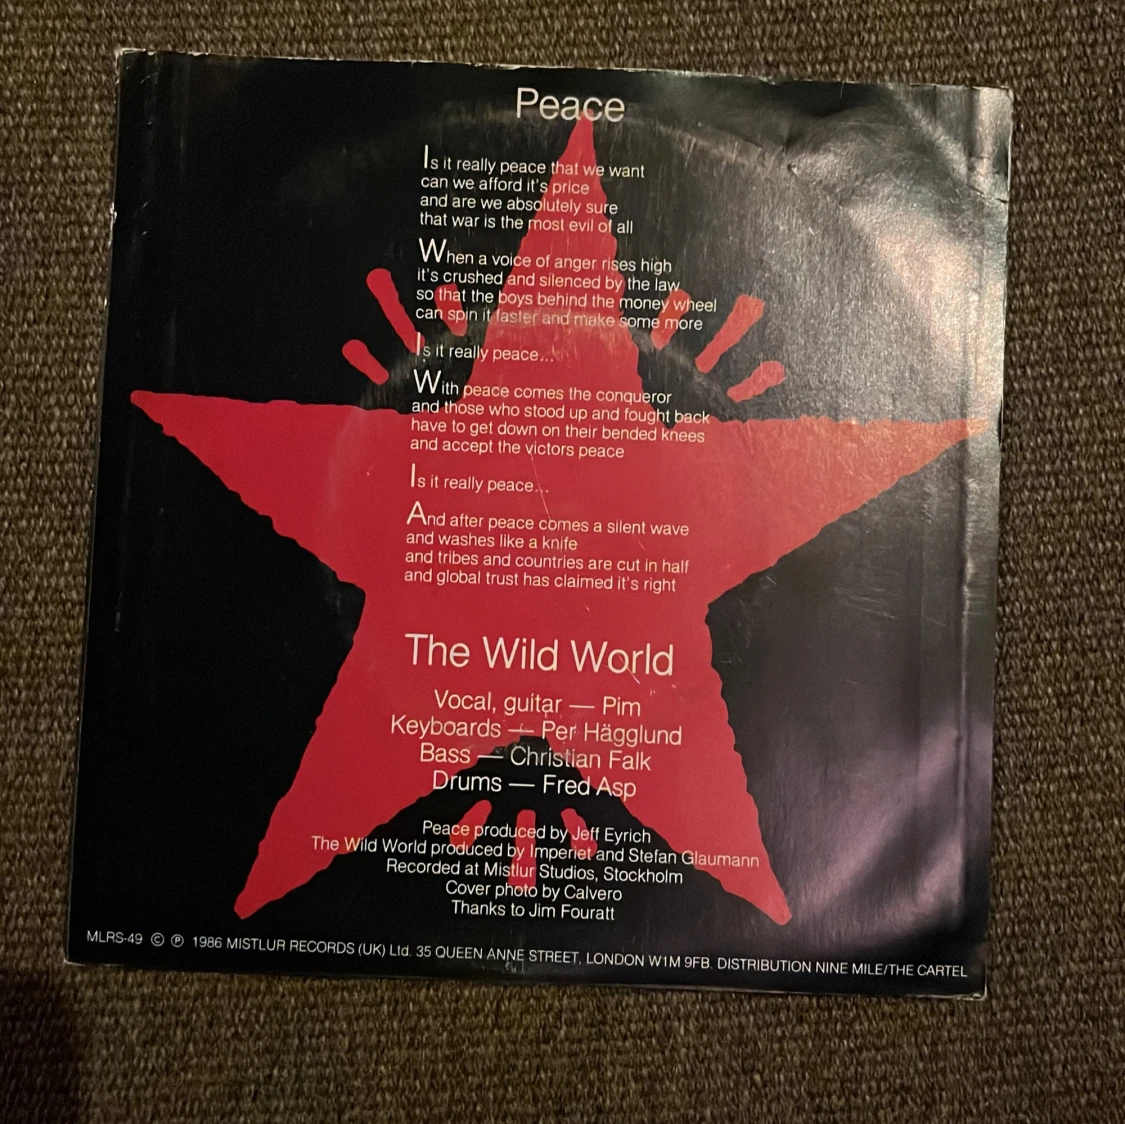 Peace
Is it really peace that we want
can we afford it's price
and are we absolutely sure
that war is the most evil of all
When a voice of anger rises high
it's crushed and silenced by the law
so that the boys behind the money wheel
can spin it faster and make some more
Is it really peace...
With peace comes the conqueror
and those who stood up and fought back
have to get down on their bended knees
and accept the victors peace
Is it really peace...
And after peace comes a silent wave
and washes like a knife
and tribes and countries are cut in half
and global trust has claimed it's right
The Wild World
Vocal, guitar — Pim
Keyboards — Per Hägglund
Bass — Christian Falk
Drums — Fred Asp
Peace produced by Jeff Eyrich
The Wild World produced by Imperiet and Stefan Glaumann
Recorded at Mistlur Studios, Stockholm
Cover photo by Calvero
Thanks to Jim Fouratt
MLRS-49 © ℗ 1986 MISTLUR RECORDS (UK) Ltd. 35 QUEEN ANNE STREET, LONDON W1M 9FB. DISTRIBUTION NINE MILE/THE CARTEL